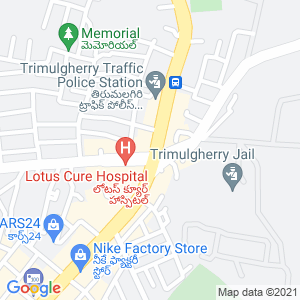 Memorial
మెమోరియల్
Trimulgherry Traffic
Police Station
తిరుమలగిరి
ట్రాఫిక్ పోలీస్...
H
Lotus Cure Hospital
లోటస్ క్యూర్
హాస్పిటల్
Trimulgherry Jail
ARS24
కార్స్24
Nike Factory Store
నీకే ఫ్యాక్టరీ
స్టోర్
Map data ©2021